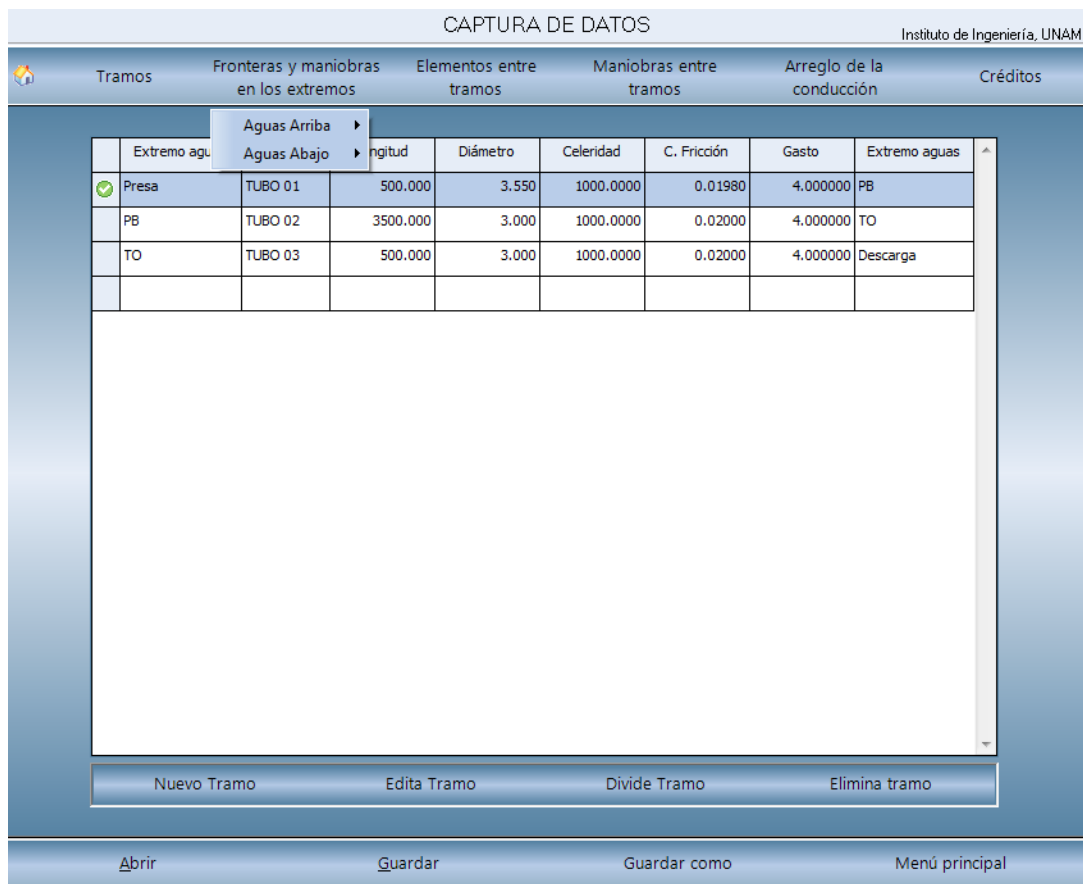 CAPTURA DE DATOS
Instituto de Ingeniería, UNAM
Tramos
Fronteras y maniobras
en los extremos
Elementos entre
tramos
Maniobras entre
tramos
Arreglo de la
conducción
Créditos
Aguas Arriba
Aguas Abajo
Extremo agu ngitud Diámetro Celeridad C. Fricción Gasto Extremo aguas
Presa TUBO 01 500.000 3.550 1000.0000 0.01980 4.000000 PB
PB TUBO 02 3500.000 3.000 1000.0000 0.02000 4.000000 TO
TO TUBO 03 500.000 3.000 1000.0000 0.02000 4.000000 Descarga
Nuevo Tramo Edita Tramo Divide Tramo Elimina tramo
Abrir Guardar Guardar como Menú principal